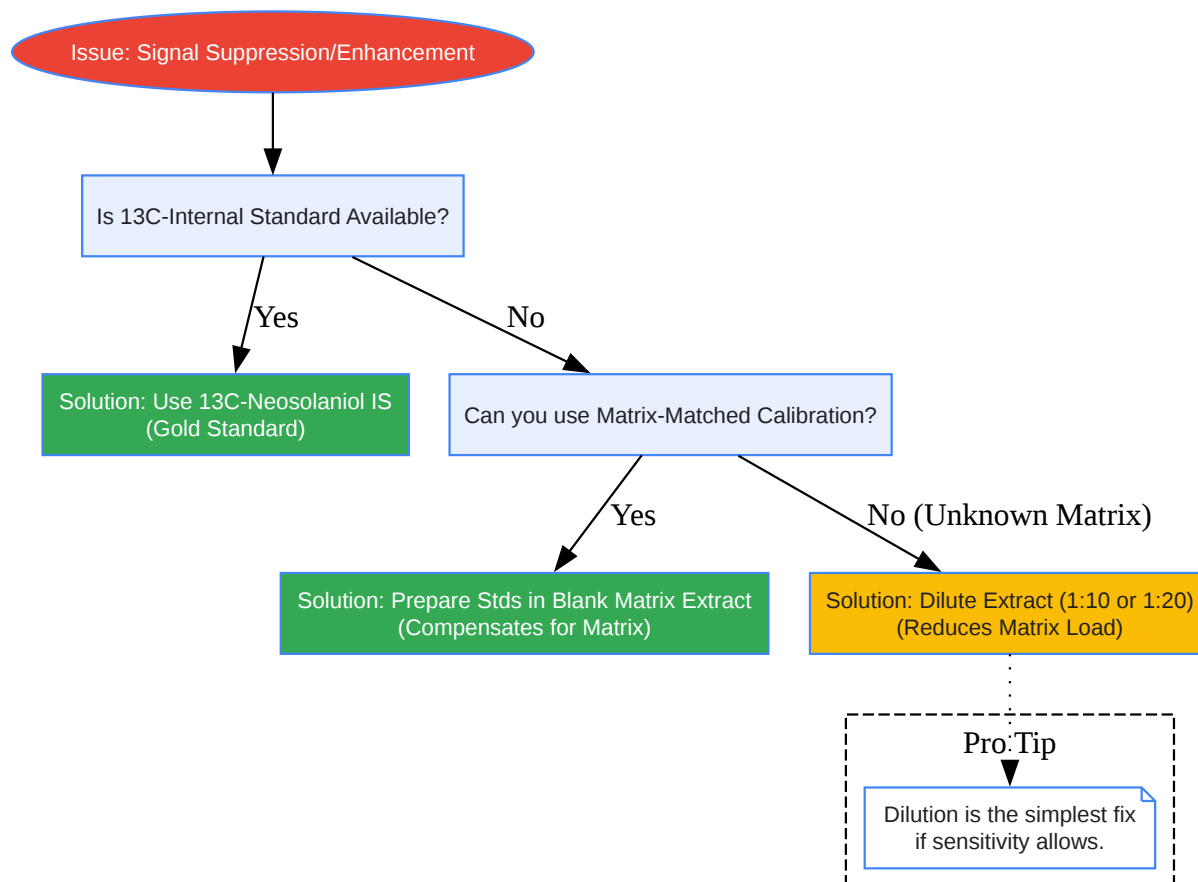 Issue: Signal Suppression/Enhancement
Is 13C-Internal Standard Available?
Yes
No
Solution: Use 13C-Neosolaniol IS
(Gold Standard)
Can you use Matrix-Matched Calibration?
Yes
No (Unknown Matrix)
Solution: Prepare Stds in Blank Matrix Extract
(Compensates for Matrix)
Solution: Dilute Extract (1:10 or 1:20)
(Reduces Matrix Load)
Pro Tip
Dilution is the simplest fix
if sensitivity allows.